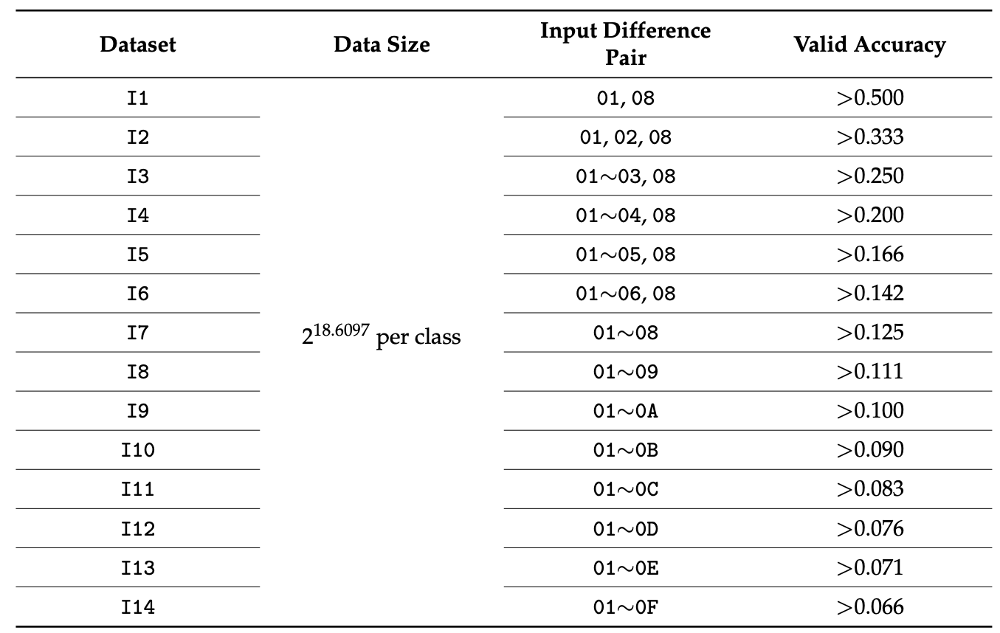 Dataset Data Size Input Difference Pair Valid Accuracy
I1 01, 08 >0.500
I2 01, 02, 08 >0.333
I3 01∼03, 08 >0.250
I4 01∼04, 08 >0.200
I5 01∼05, 08 >0.166
I6 01∼06, 08 >0.142
I7 2^18.6097 per class 01∼08 >0.125
I8 01∼09 >0.111
I9 01∼0A >0.100
I10 01∼0B >0.090
I11 01∼0C >0.083
I12 01∼0D >0.076
I13 01∼0E >0.071
I14 01∼0F >0.066